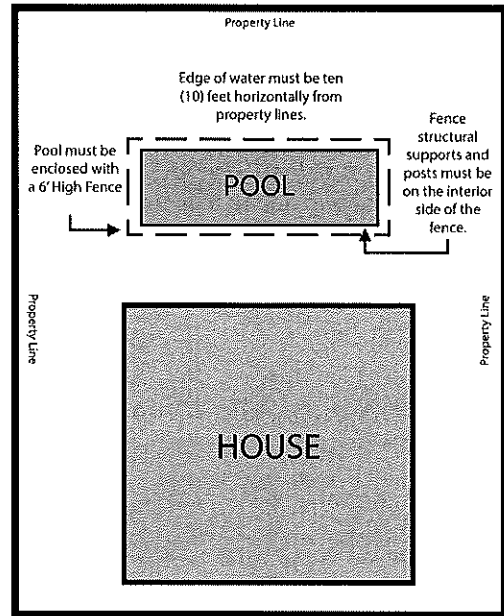 Property Line
Edge of water must be ten
(10) feet horizontally from
property lines.
Pool must be
enclosed with
a 6' High Fence
POOL
Fence
structural
supports and
posts must be
on the interior
side of the
fence.
Property Line
Property Line
HOUSE